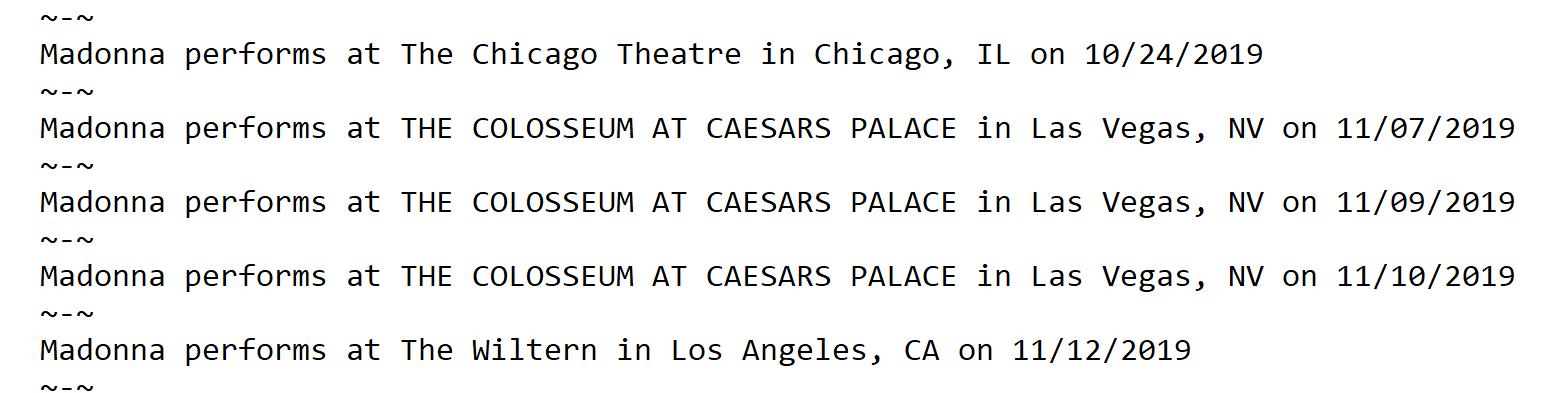 ~-~
Madonna performs at The Chicago Theatre in Chicago, IL on 10/24/2019
~-~
Madonna performs at THE COLOSSEUM AT CAESARS PALACE in Las Vegas, NV on 11/07/2019
~-~
Madonna performs at THE COLOSSEUM AT CAESARS PALACE in Las Vegas, NV on 11/09/2019
~-~
Madonna performs at THE COLOSSEUM AT CAESARS PALACE in Las Vegas, NV on 11/10/2019
~-~
Madonna performs at The Wiltern in Los Angeles, CA on 11/12/2019
~-~